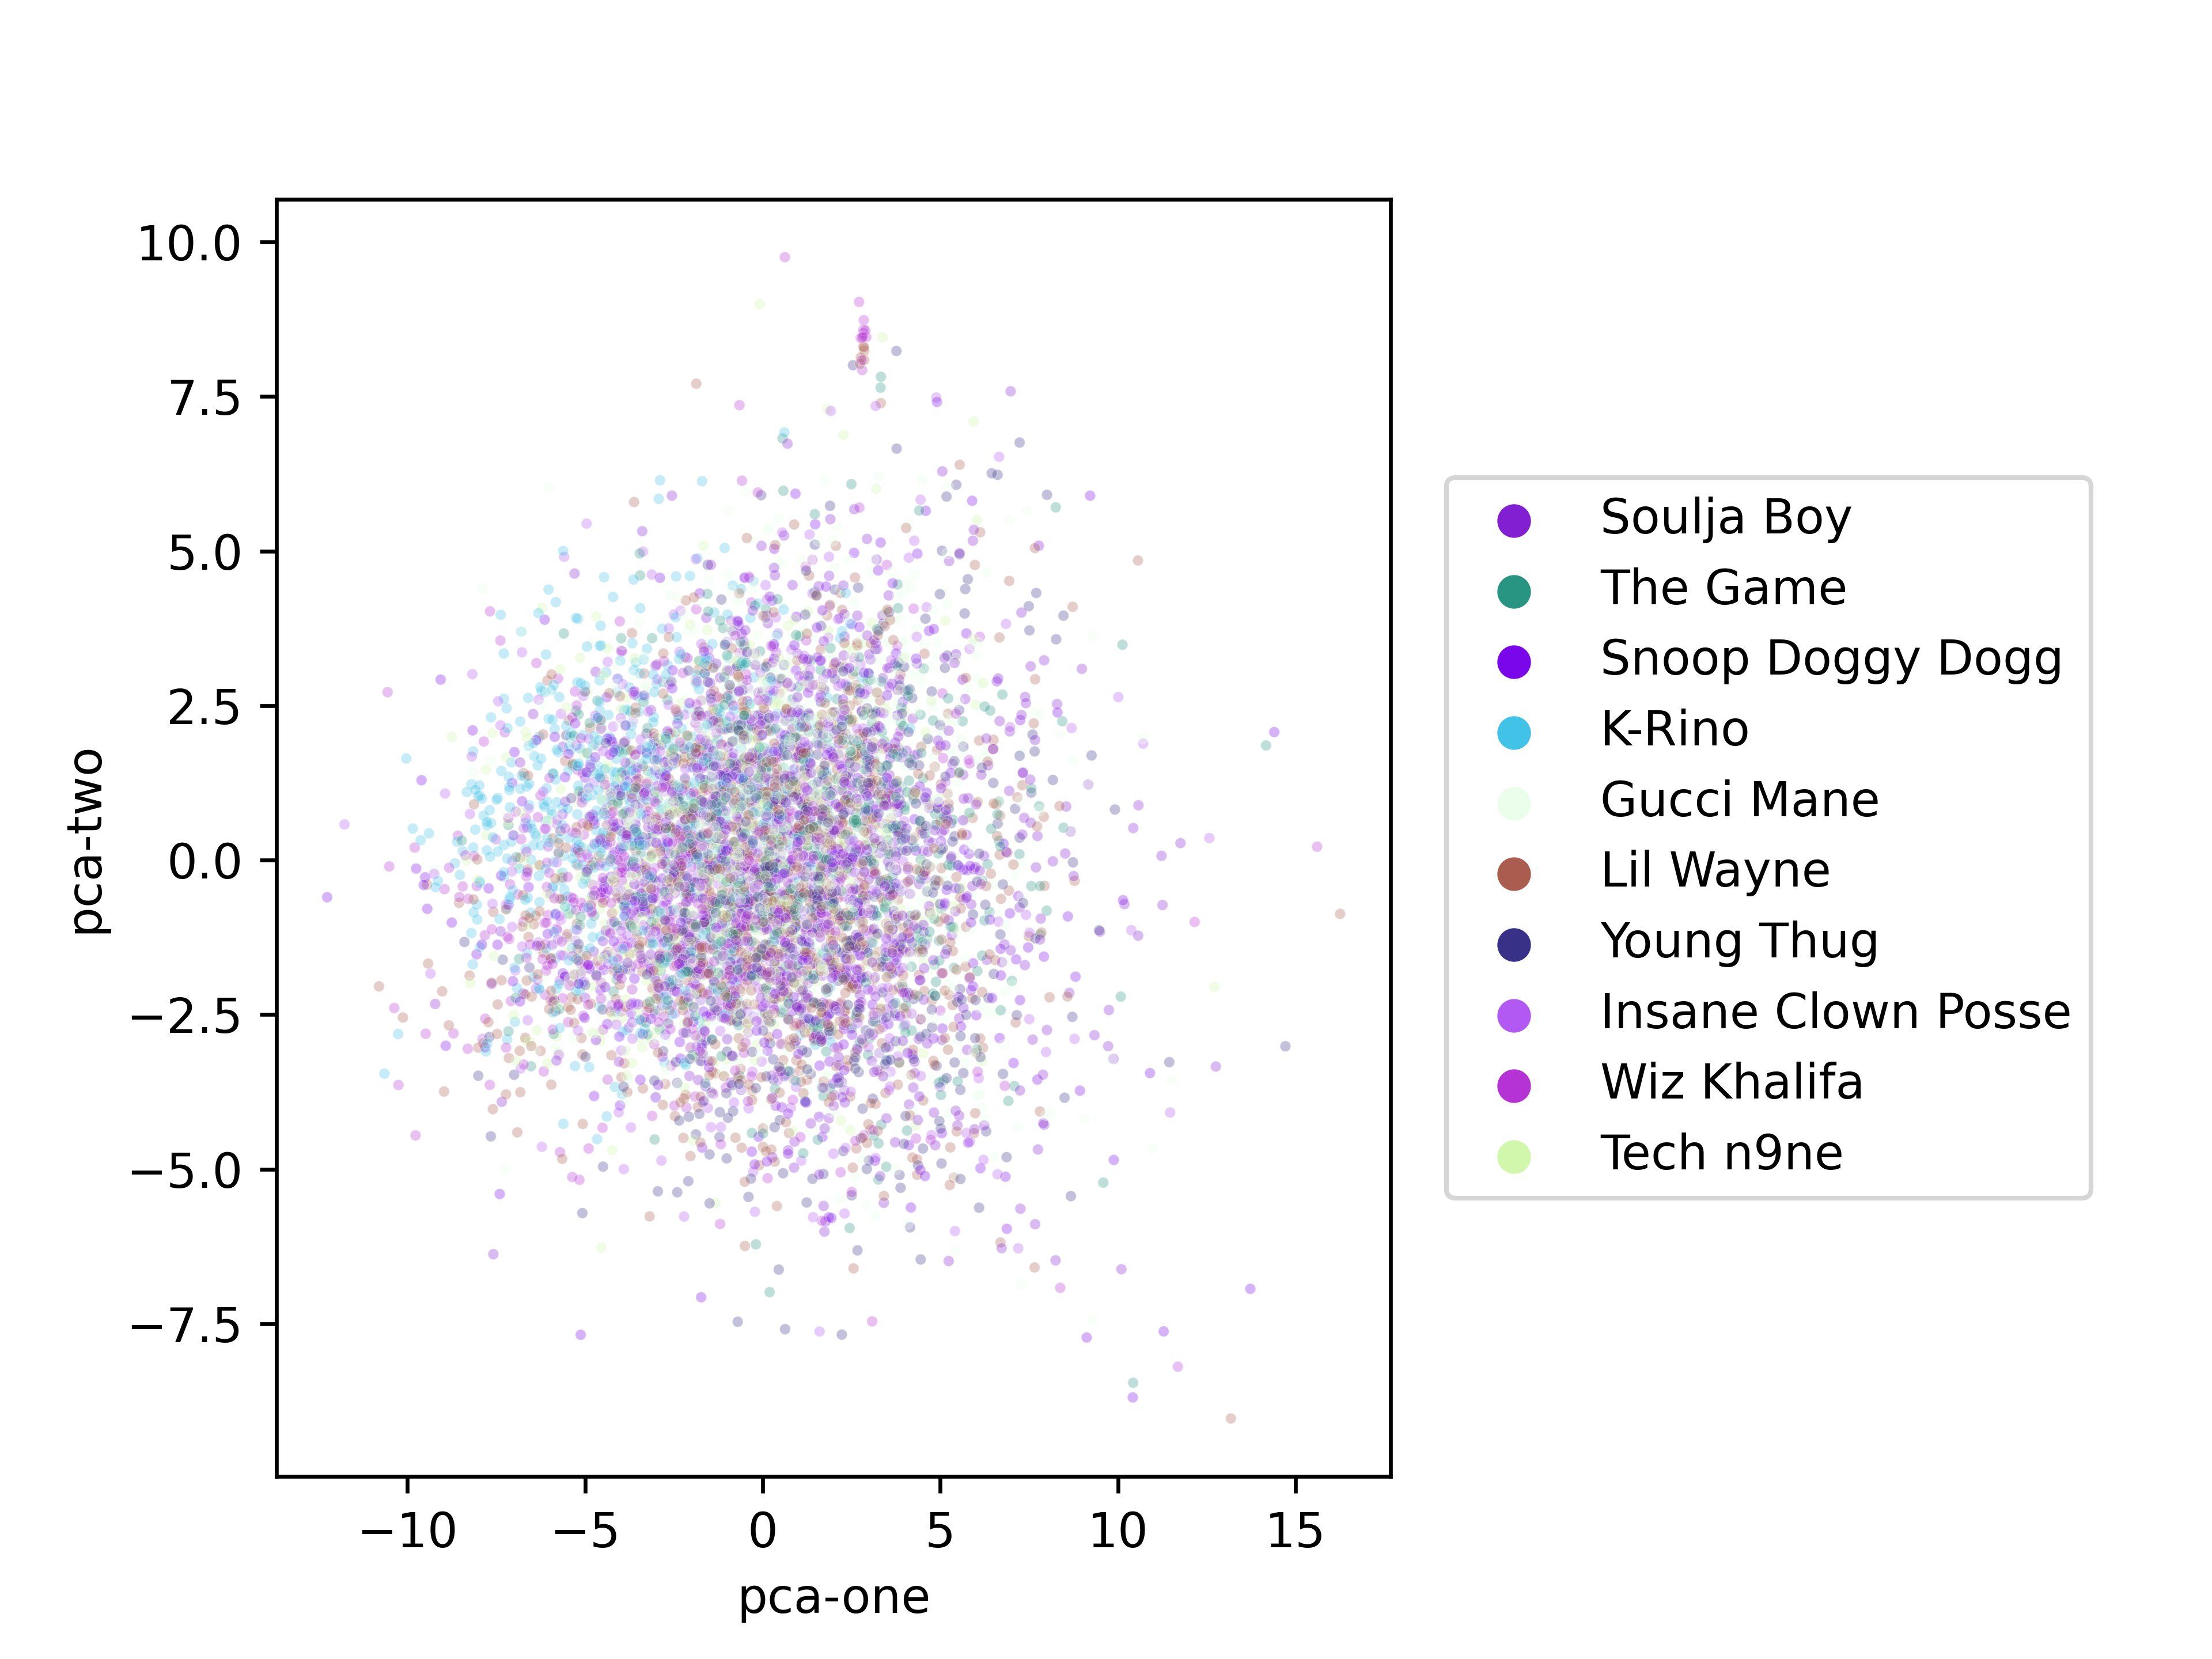 10.0
7.5
5.0
2.5
0.0
−2.5
−5.0
−7.5
pca-two
−10
−5
0
5
10
15
pca-one
Soulja Boy
The Game
Snoop Doggy Dogg
K-Rino
Gucci Mane
Lil Wayne
Young Thug
Insane Clown Posse
Wiz Khalifa
Tech n9ne